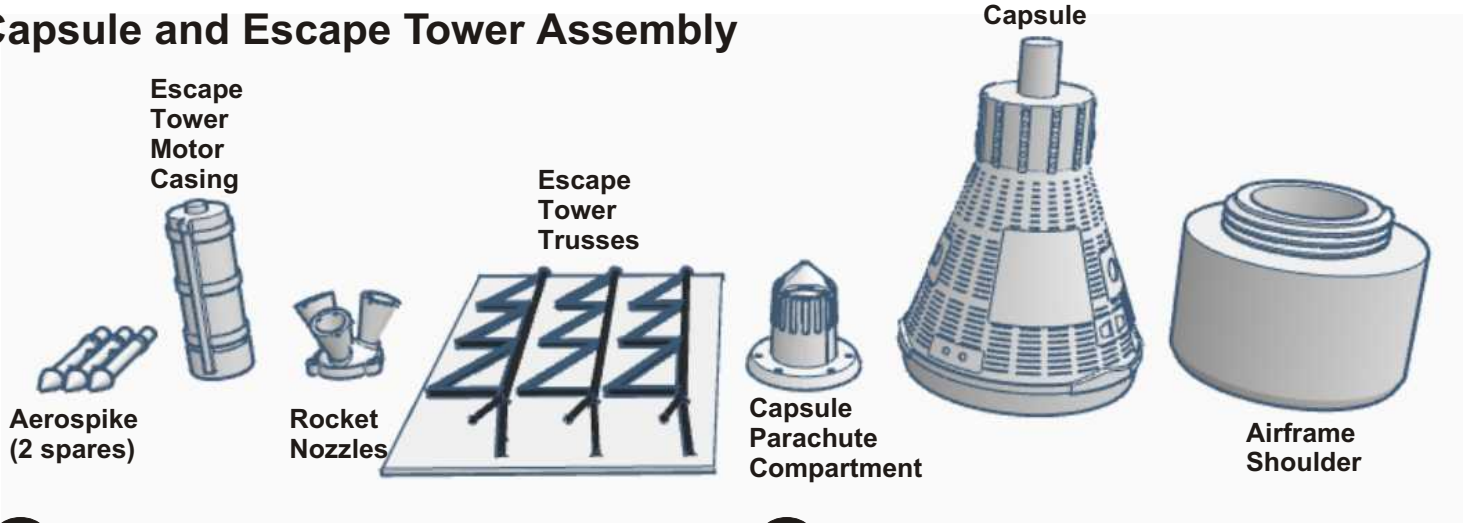 Capsule and Escape Tower Assembly
Capsule
Escape
Tower
Motor
Casing
Escape
Tower
Trusses
Aerospike
(2 spares)
Rocket
Nozzles
Capsule
Parachute
Compartment
Airframe
Shoulder